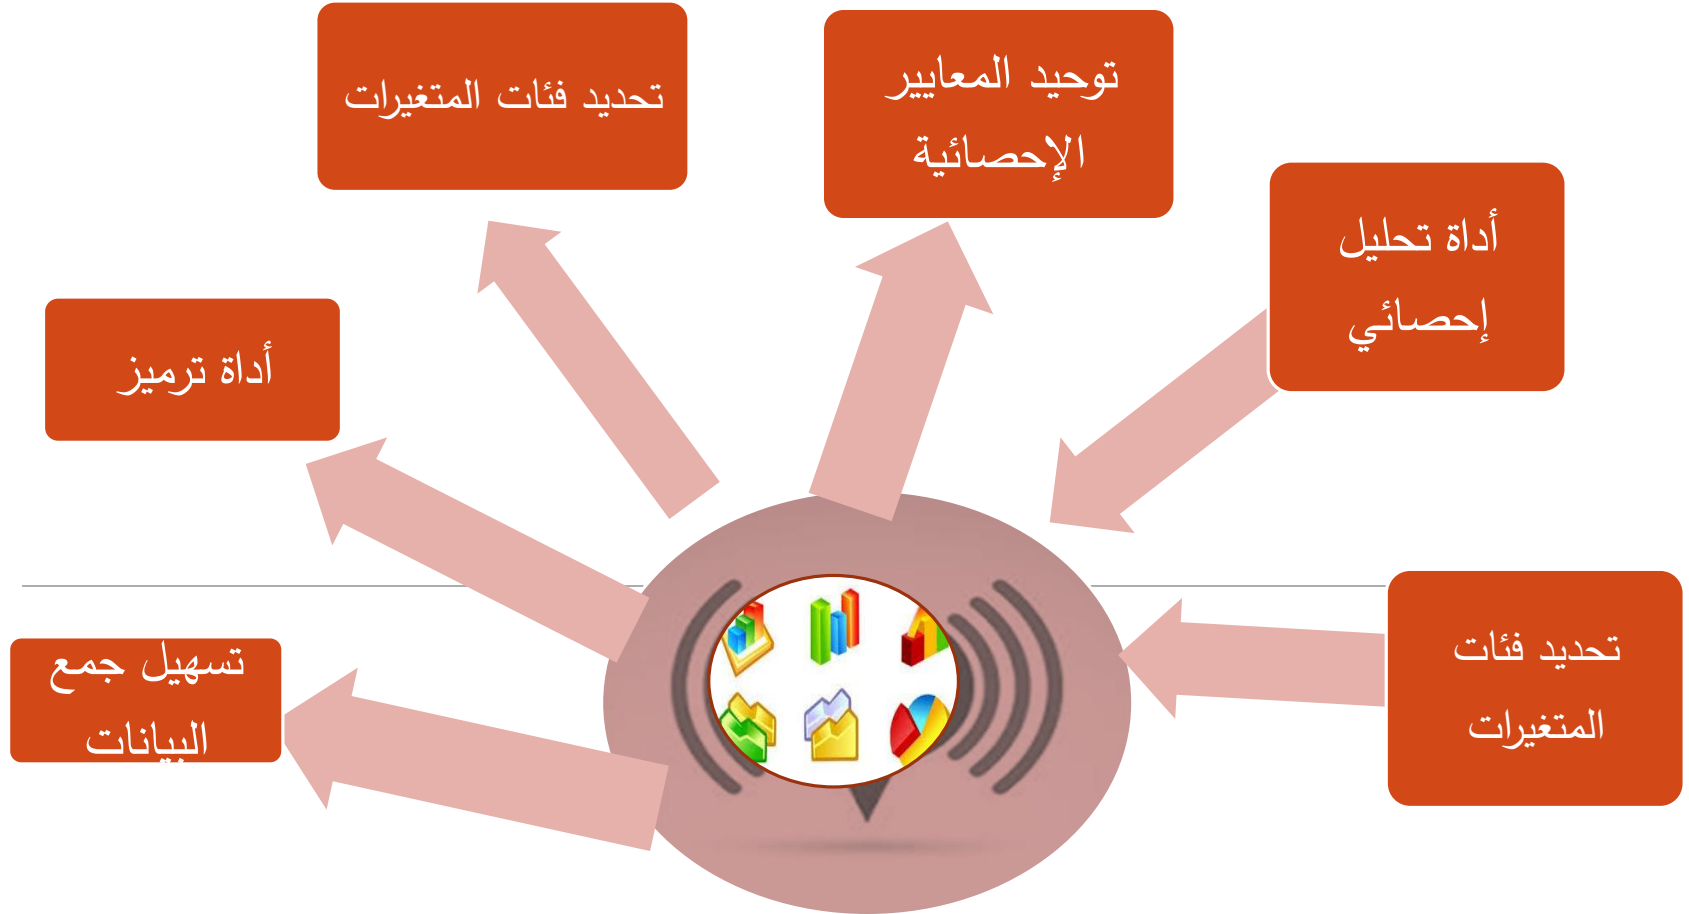 تحديد فئات المتغيرات
توحيد المعايير
الإحصائية
أداة تحليل
إحصائي
أداة ترميز
تسهيل جمع
البيانات
تحديد فئات
المتغيرات